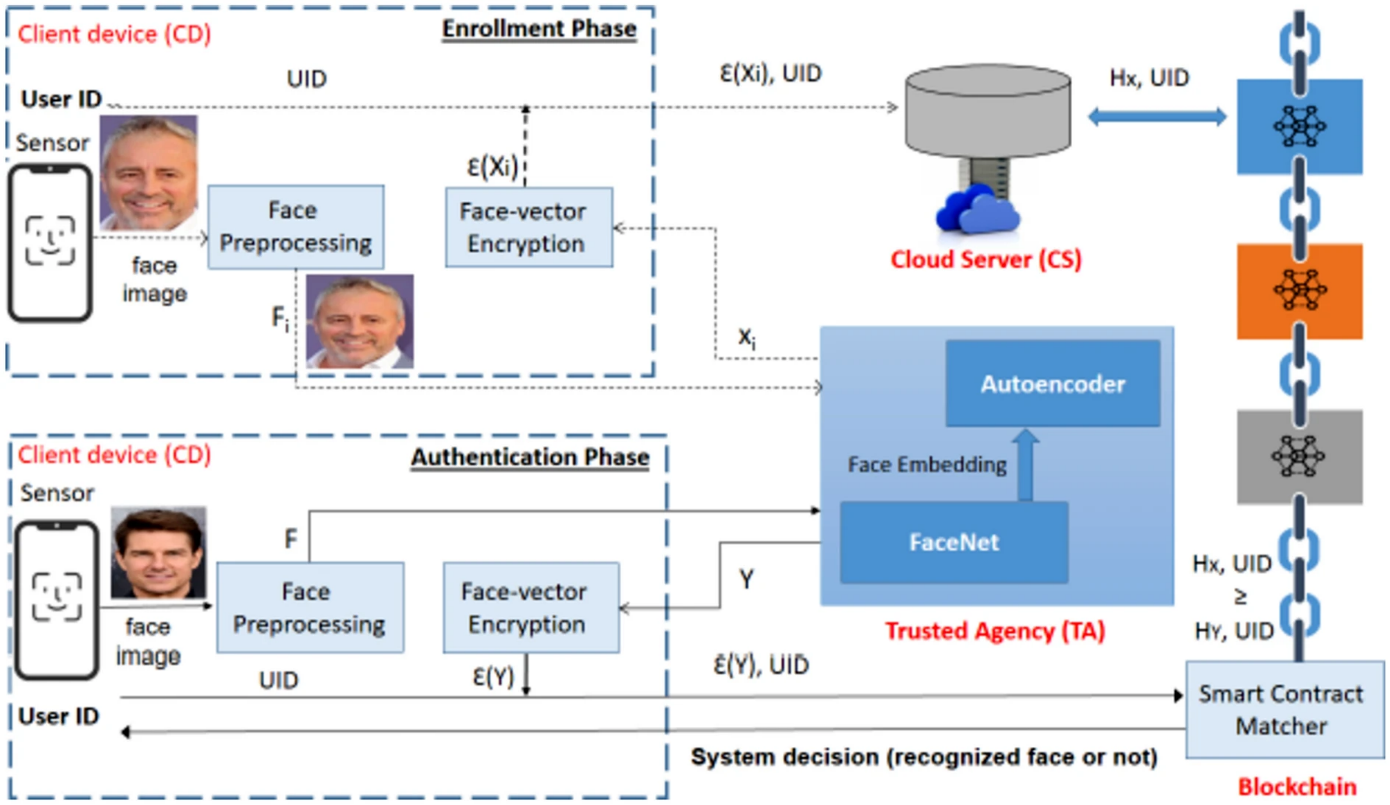 Client device (CD)
Enrollment Phase
UID
User ID
Sensor
face
image
Face
Preprocessing
Fi
Ɛ(Xi)
Face-vector
Encryption
Ɛ(Xi), UID
Cloud Server (CS)
Hx, UID
xi
Autoencoder
Face Embedding
FaceNet
Trusted Agency (TA)
Client device (CD)
Authentication Phase
Sensor
face
image
F
Face
Preprocessing
Face-vector
Encryption
Y
UID
Ɛ(Y)
Ɛ(Y), UID
User ID
System decision (recognized face or not)
Hx, UID
≥
HY, UID
Smart Contract
Matcher
Blockchain